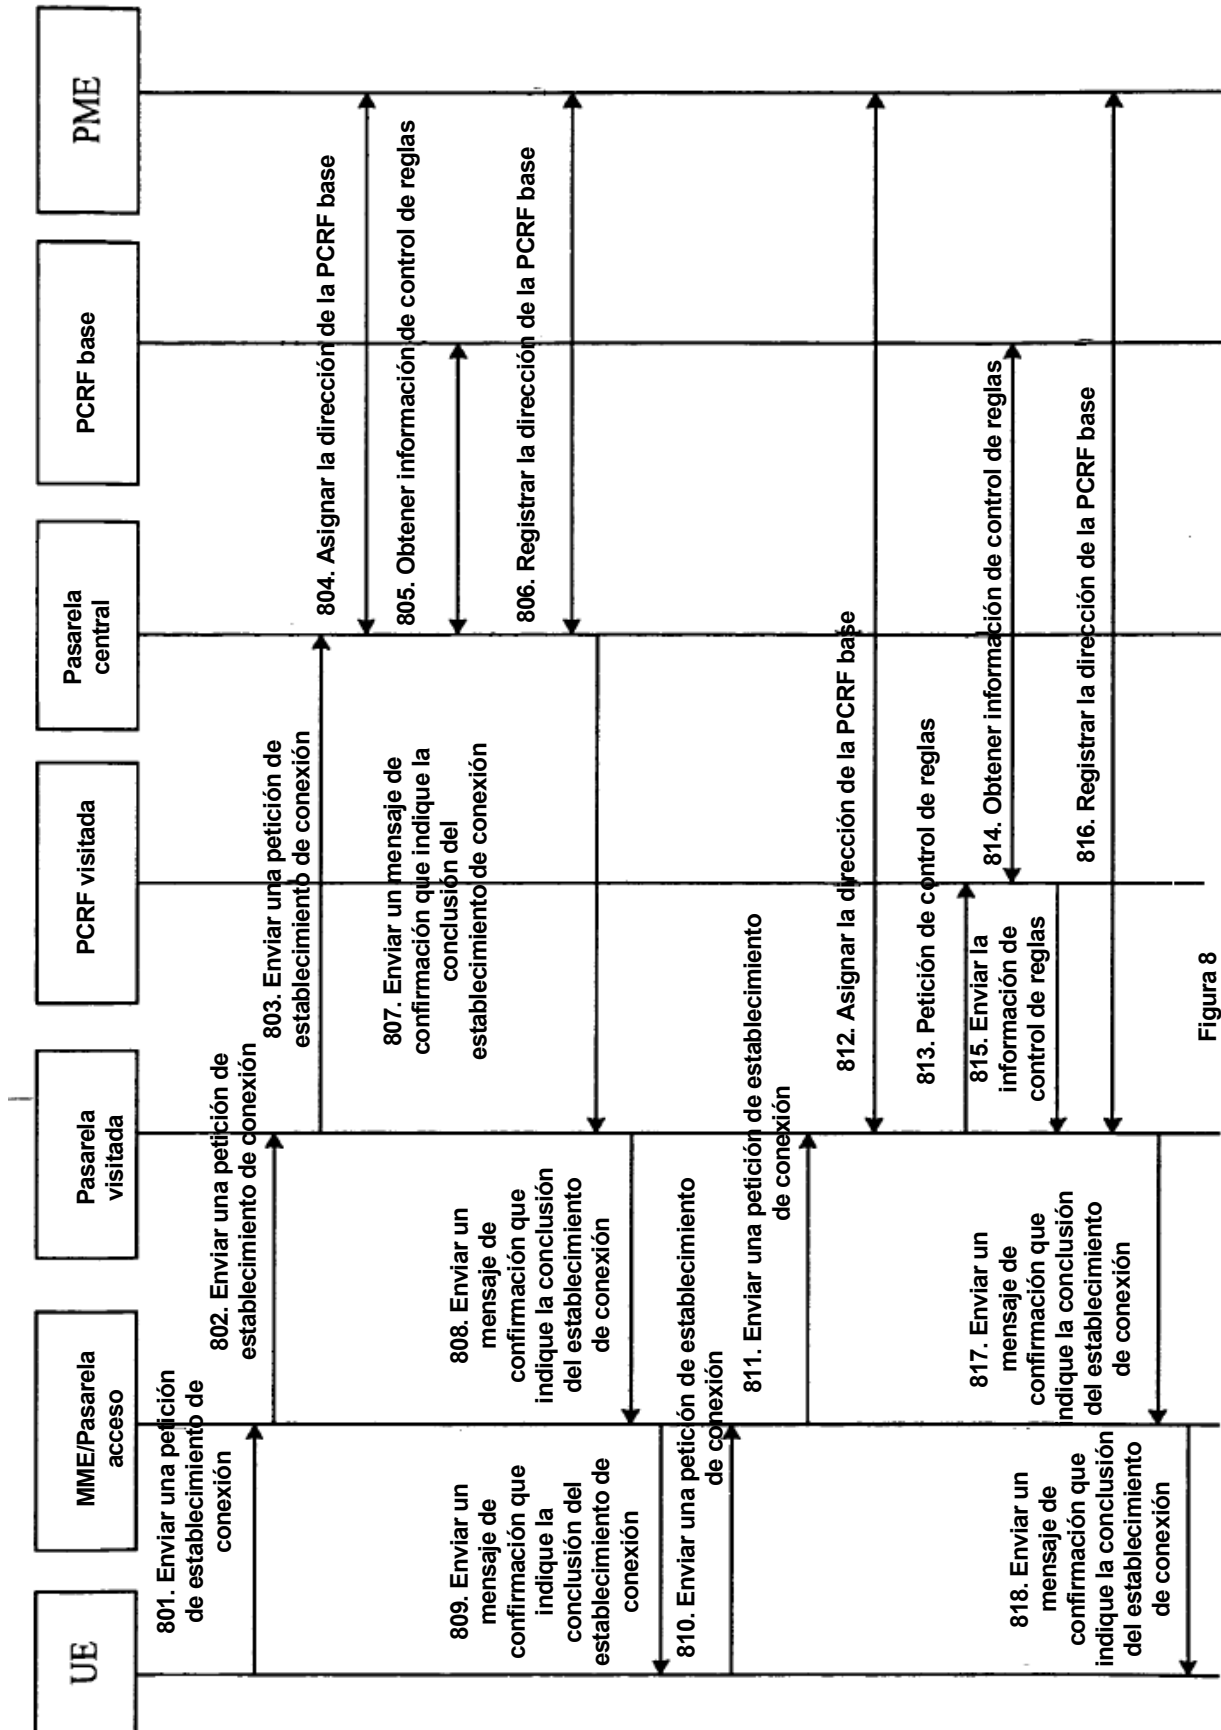 UE
MME/Pasarela
acceso
Pasarela
visitada
PCRF visitada
Pasarela
central
PCRF base
PME
801. Enviar una petición
de establecimiento de
conexión
802. Enviar una petición de
establecimiento de conexión
803. Enviar una petición de
establecimiento de conexión
804. Asignar la dirección de la PCRF base
805. Obtener información de control de reglas
806. Registrar la dirección de la PCRF base
807. Enviar un mensaje de
confirmación que indique la
conclusión del
establecimiento de conexión
808. Enviar un
mensaje de
confirmación que
indique la conclusión
del establecimiento
de conexión
809. Enviar un
mensaje de
confirmación que
indique la
conclusión del
establecimiento de
conexión
810. Enviar una petición de establecimiento
de conexión
811. Enviar una petición de establecimiento
de conexión
812. Asignar la dirección de la PCRF base
813. Petición de control de reglas
814. Obtener información de control de reglas
815. Enviar la
información de
control de reglas
816. Registrar la dirección de la PCRF base
817. Enviar un
mensaje de
confirmación que
indique la conclusión
del establecimiento
de conexión
818. Enviar un
mensaje de
confirmación que
indique la conclusión
del establecimiento
de conexión
Figura 8